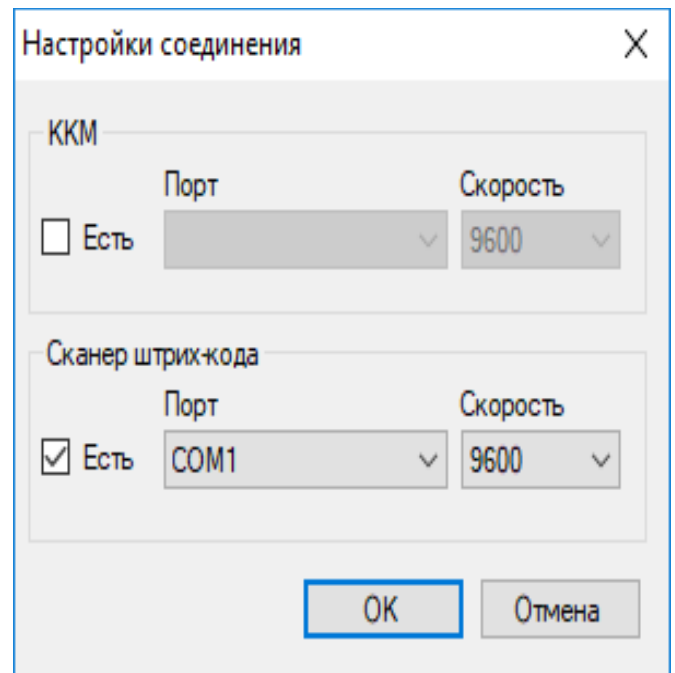 Настройки соединения
ККМ
Порт Скорость
Есть 9600
Сканер штрих-кода
Порт Скорость
Есть COM1 9600
OK Отмена